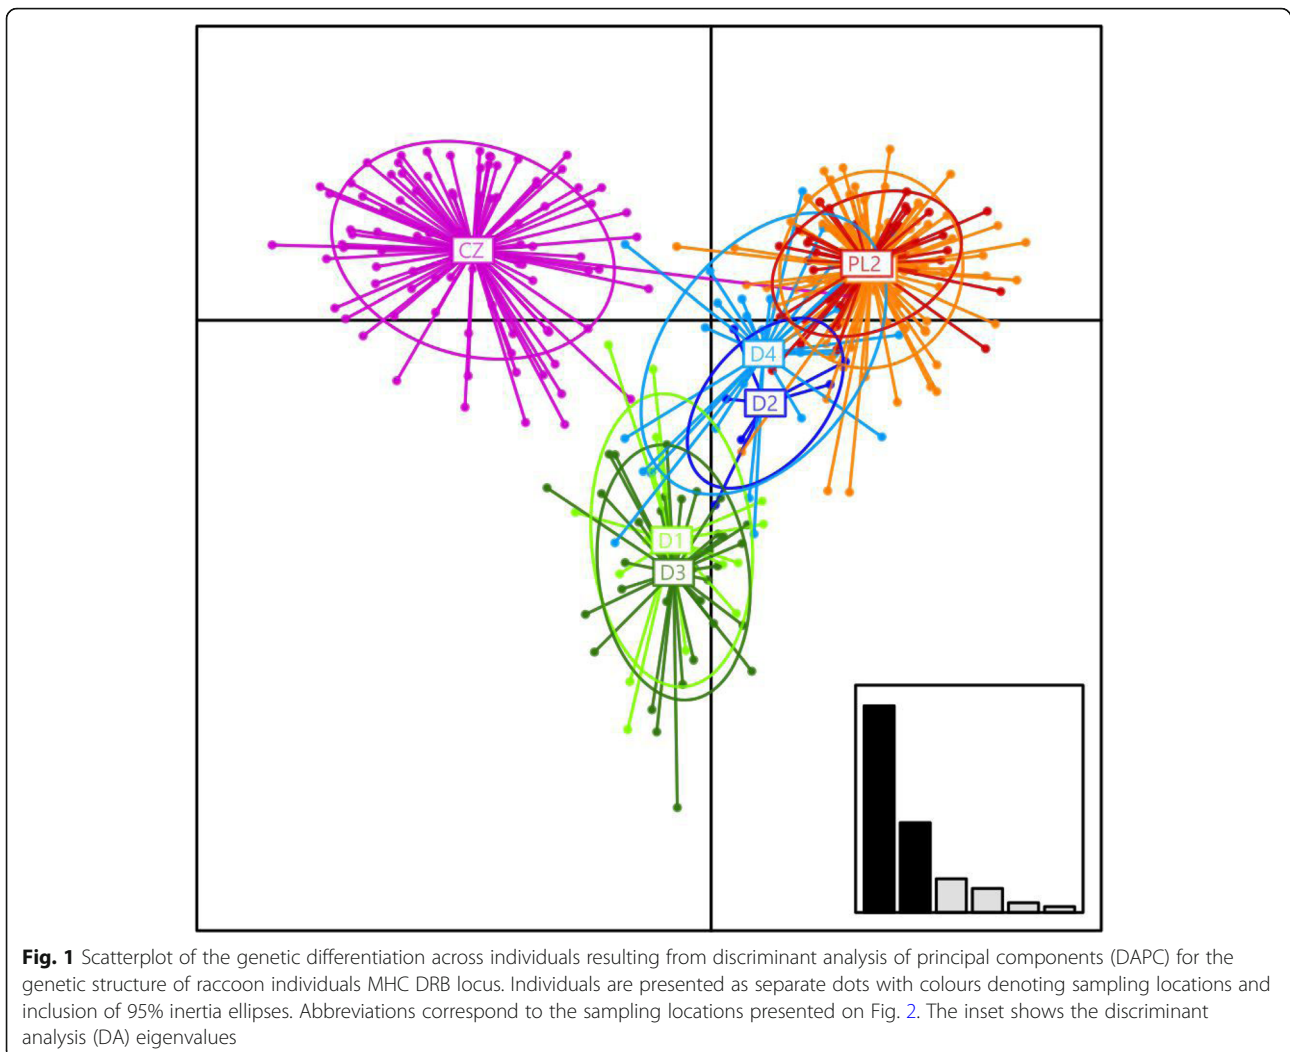 CZ
PL2
D4
D2
D1
D3
Fig. 1 Scatterplot of the genetic differentiation across individuals resulting from discriminant analysis of principal components (DAPC) for the
genetic structure of raccoon individuals MHC DRB locus. Individuals are presented as separate dots with colours denoting sampling locations and
inclusion of 95% inertia ellipses. Abbreviations correspond to the sampling locations presented on Fig. 2. The inset shows the discriminant
analysis (DA) eigenvalues